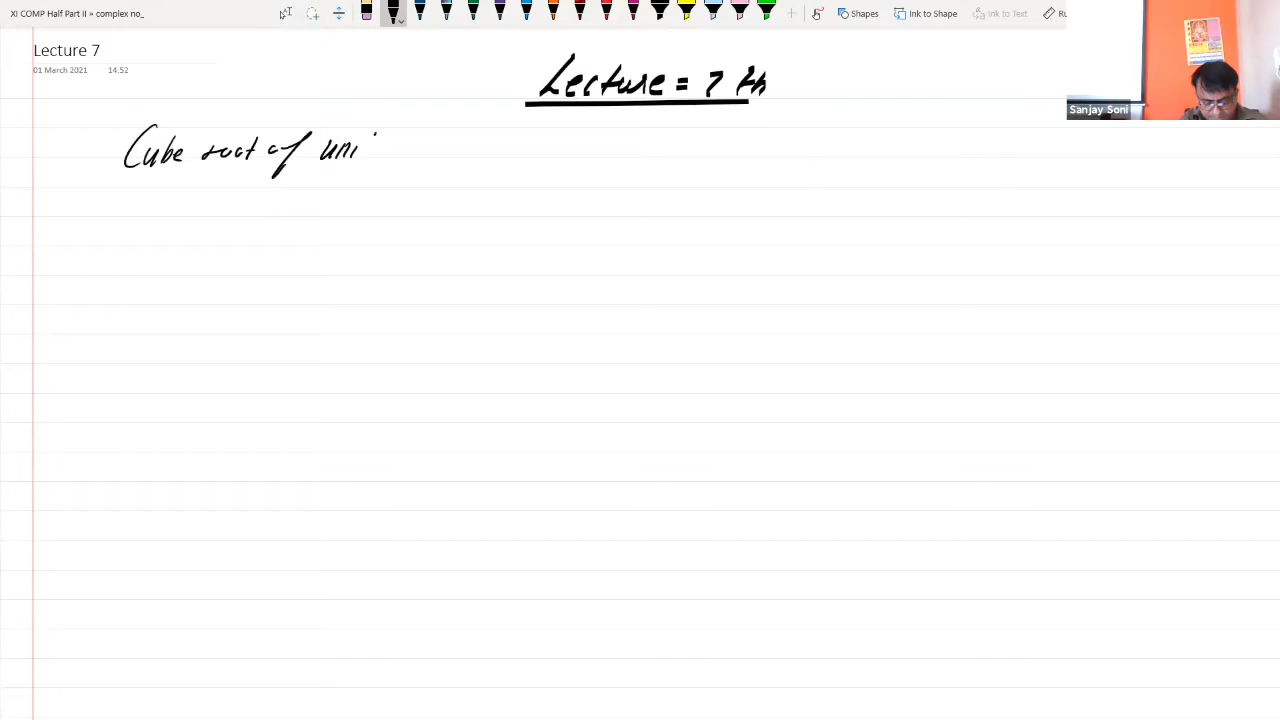 XI COMP Half Part II » complex no_
Shapes
Ink to Shape
Ink to Text
Ru
Lecture 7
01 March 2021 14:52
Lecture = 7 th
Sanjay Soni
Cube root of uni